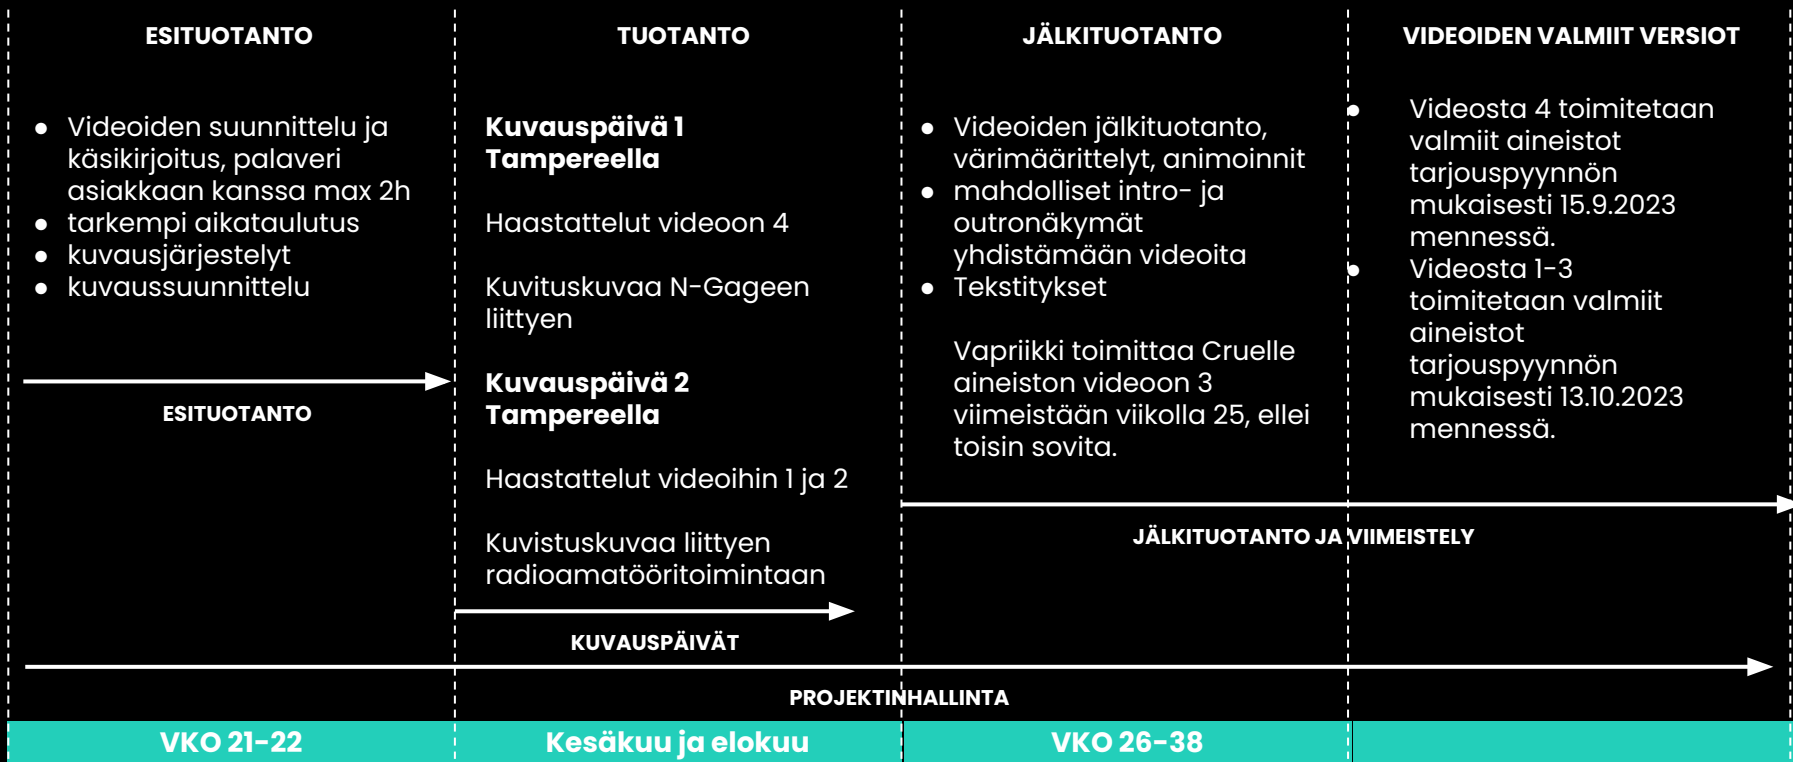 ESITUOTANTO
● Videoiden suunnittelu ja
käsikirjoitus, palaveri
asiakkaan kanssa max 2h
● tarkempi aikataulutus
● kuvausjärjestelyt
● kuvaussuunnittelu
ESITUOTANTO
TUOTANTO
Kuvauspäivä 1
Tampereella
Haastattelut videoon 4
Kuvituskuvaa N-Gageen
liittyen
Kuvauspäivä 2
Tampereella
Haastattelut videoihin 1 ja 2
Kuvistuskuvaa liittyen
radioamatööritoimintaan
KUVAUSPÄIVÄT
JÄLKITUOTANTO
● Videoiden jälkituotanto,
värimäärittelyt, animoinnit
● mahdolliset intro- ja
outronäkymät
yhdistämään videoita
● Tekstitykset
Vapriikki toimittaa Cruelle
aineiston videoon 3
viimeistään viikolla 25, ellei
toisin sovita.
VIDEOIDEN VALMIIT VERSIOT
● Videosta 4 toimitetaan
valmiit aineistot
tarjouspyynnön
mukaisesti 15.9.2023
mennessä.
● Videosta 1-3
toimitetaan valmiit
aineistot
tarjouspyynnön
mukaisesti 13.10.2023
mennessä.
JÄLKITUOTANTO JA VIIMEISTELY
PROJEKTINHALLINTA
VKO 21-22
Kesäkuu ja elokuu
VKO 26-38